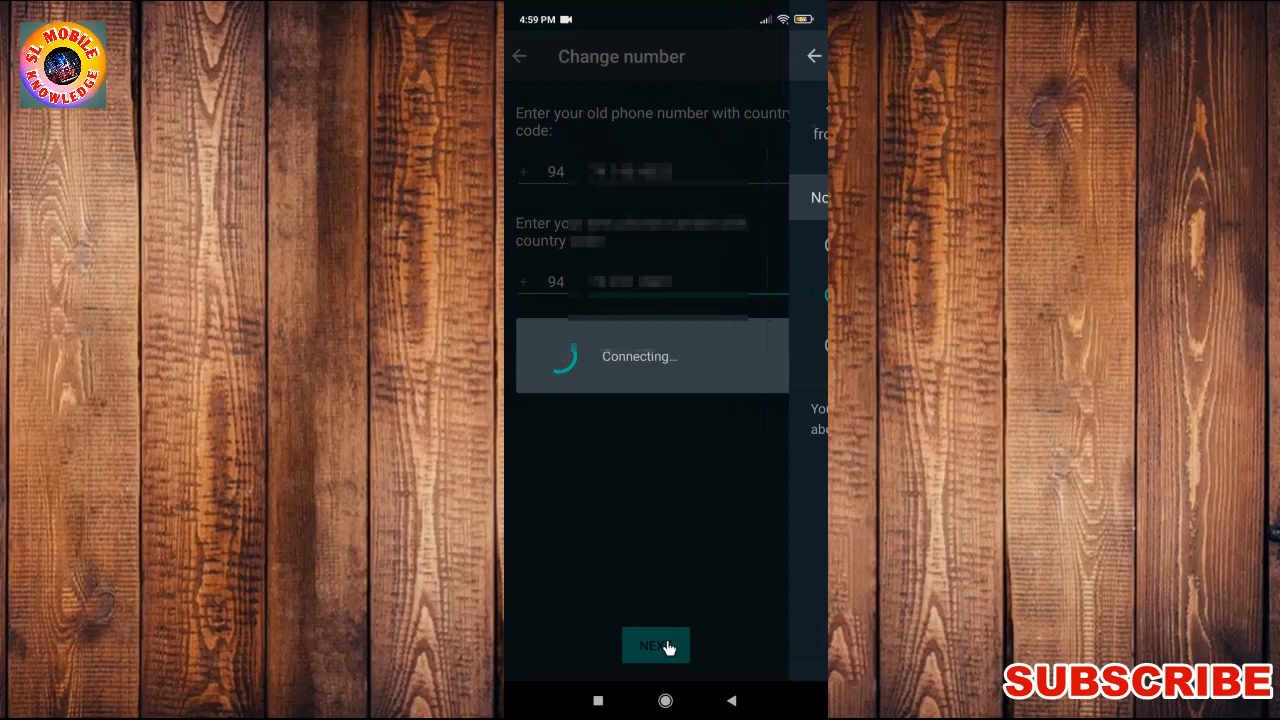 SL MOBILE
KNOWLEDGE
4:59 PM
Change number
Enter your old phone number with country
code:
+ 94
Enter
country
+ 94
Connecting...
NEXT
SUBSCRIBE